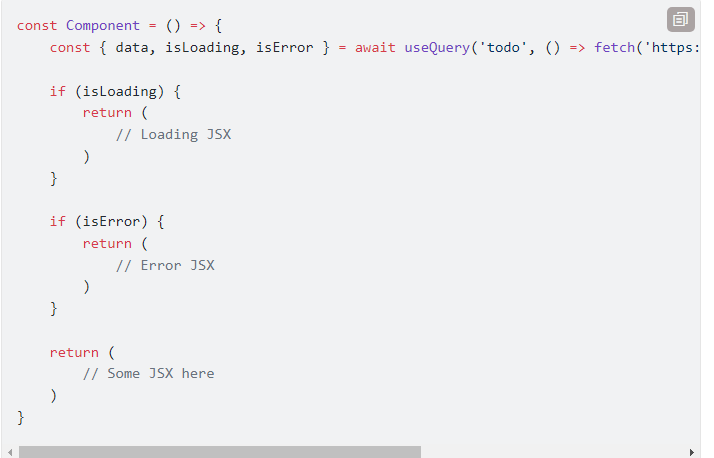 const Component = () => {
    const { data, isLoading, isError } = await useQuery('todo', () => fetch('https:

    if (isLoading) {
        return (
            // Loading JSX
        )
    }

    if (isError) {
        return (
            // Error JSX
        )
    }

    return (
        // Some JSX here
    )
}